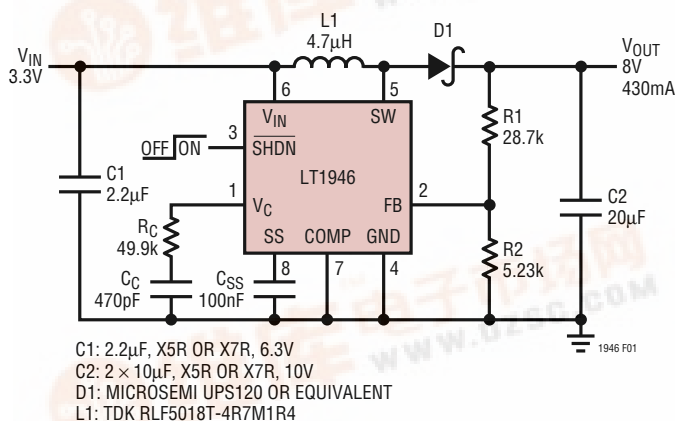 L1
4.7µH
D1
VIN
3.3V
VOUT
8V
430mA
6
5
VIN
SW
R1
28.7k
OFF ON
3
SHDN
LT1946
C1
2.2µF
1
VC
FB
2
C2
20µF
RC
49.9k
SS COMP GND
R2
5.23k
CC
470pF
CSS
100nF
8
7
4
1946 F01
C1: 2.2µF, X5R OR X7R, 6.3V
C2: 2 × 10µF, X5R OR X7R, 10V
D1: MICROSEMI UPS120 OR EQUIVALENT
L1: TDK RLF5018T-4R7M1R4
WWW.DZSC.COM